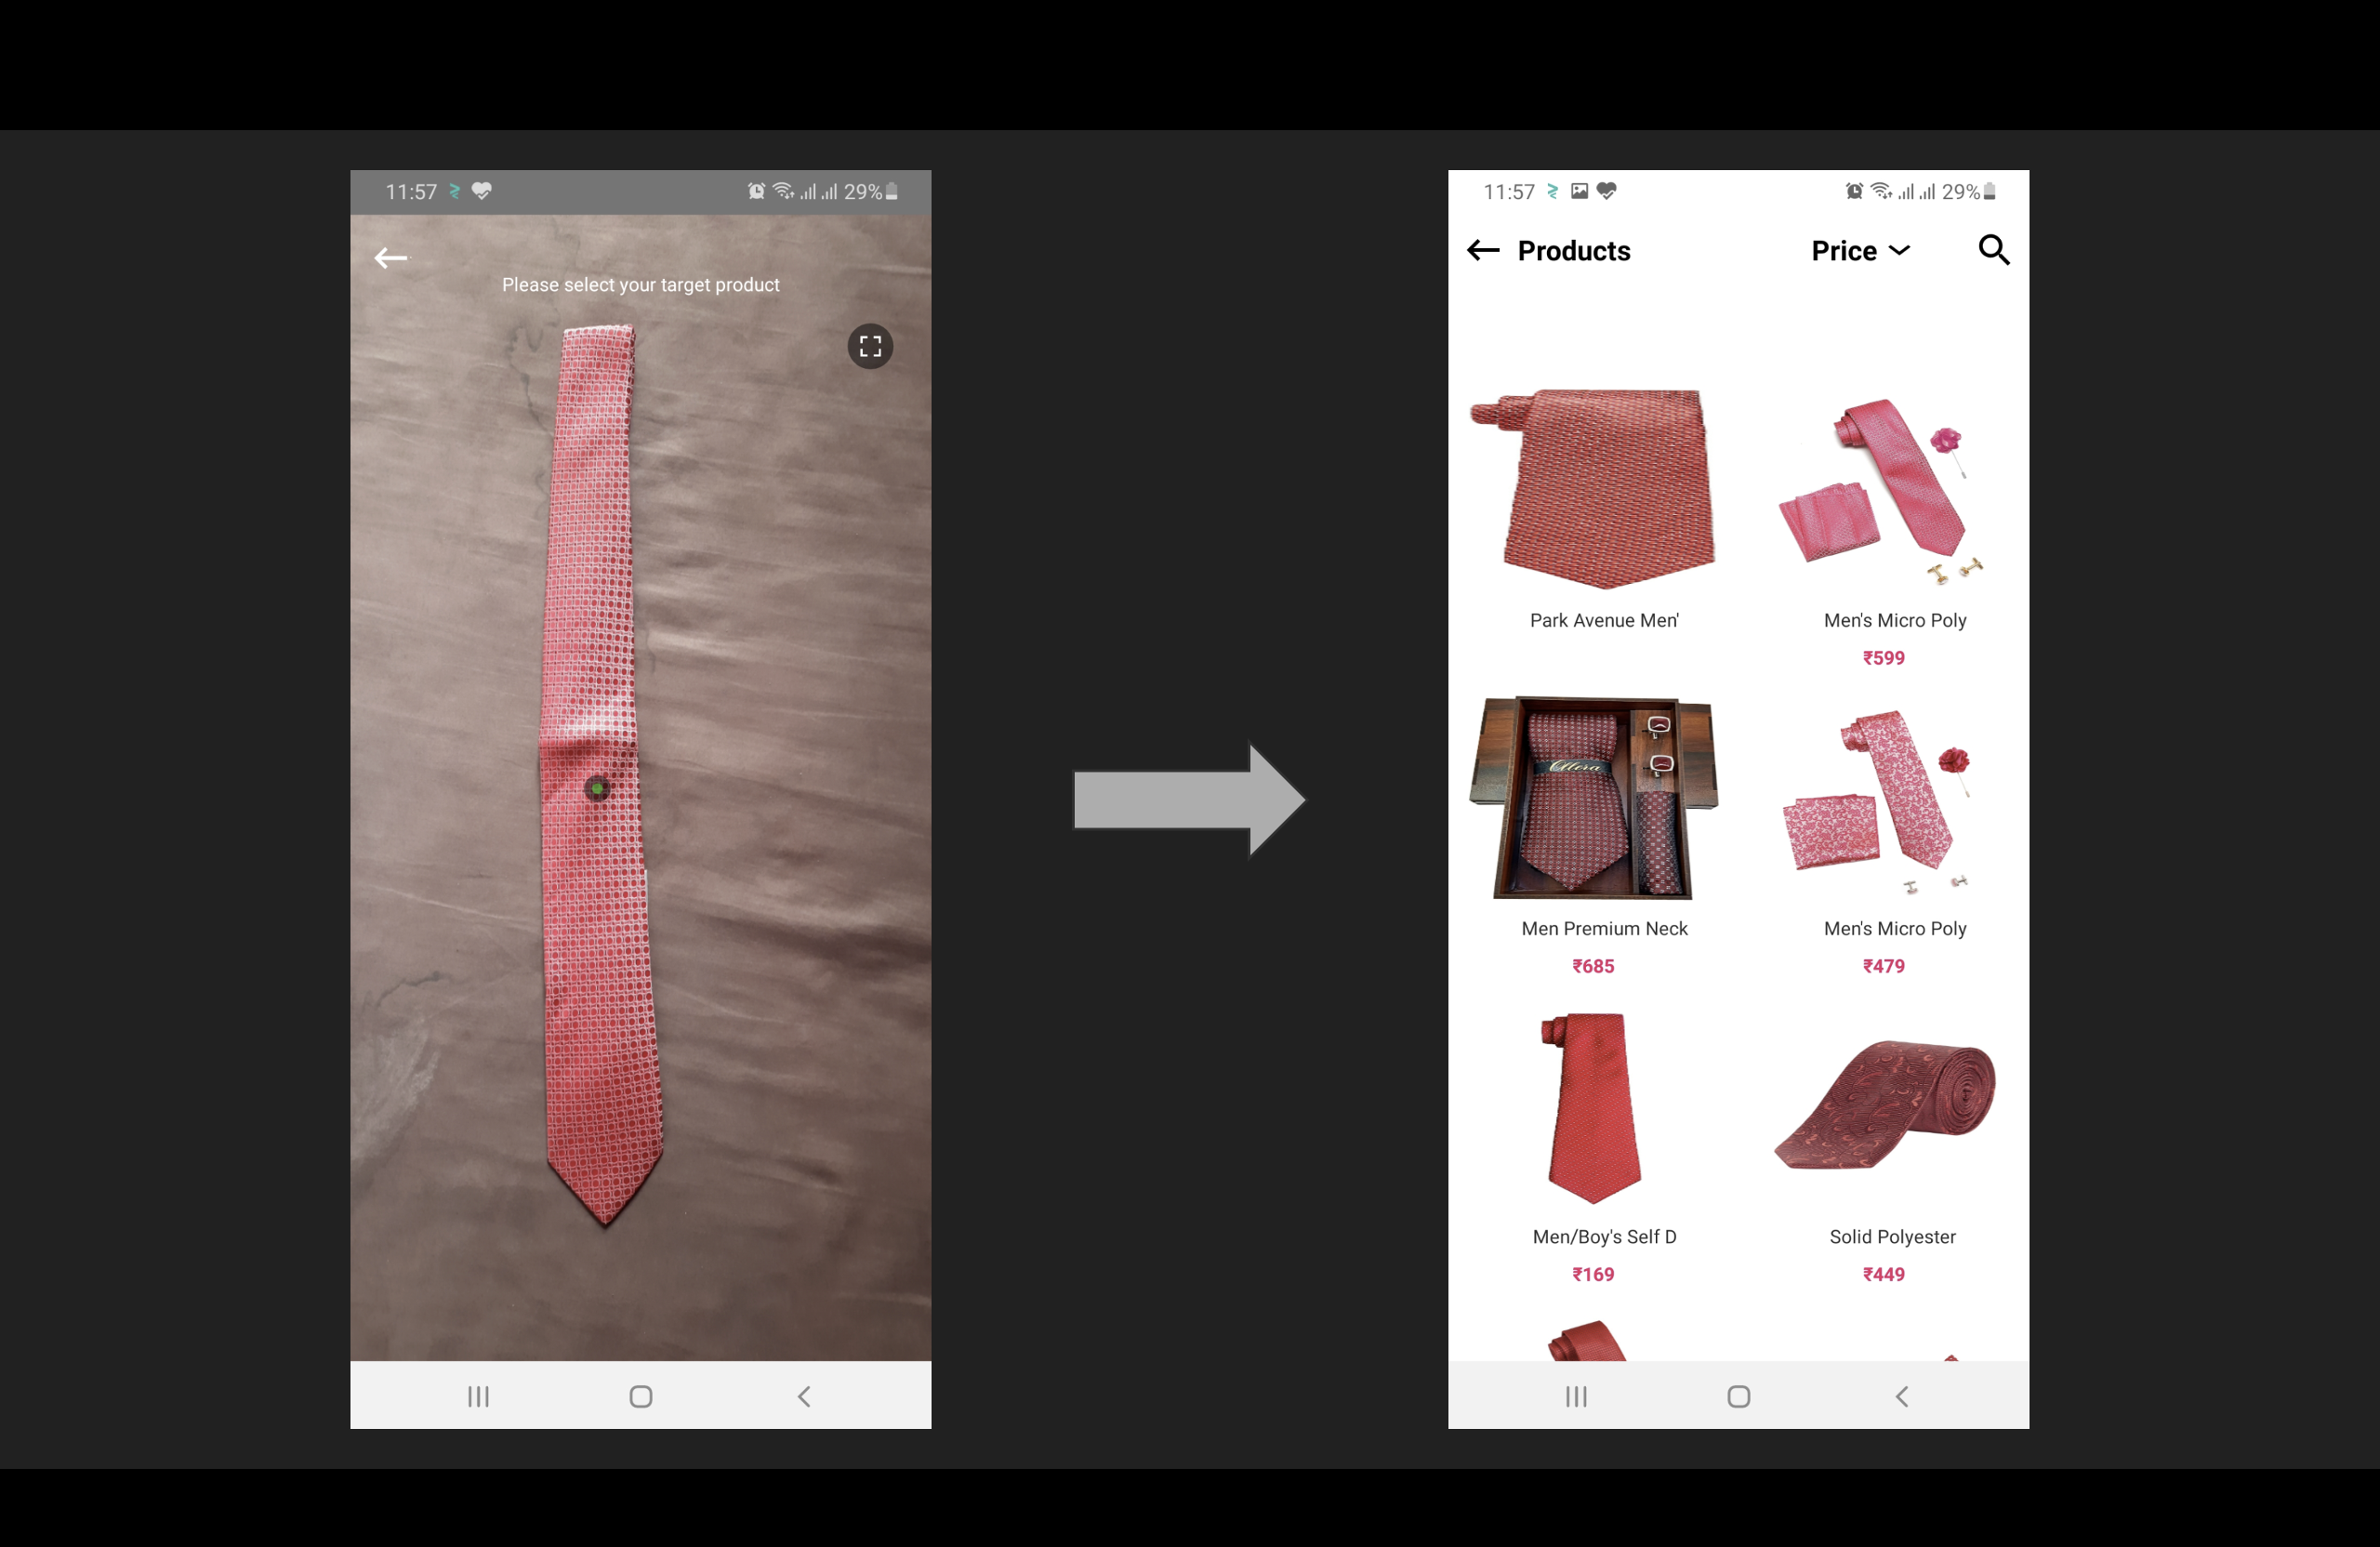 11:57 29%
Please select your target product
11:57 29%
Products Price
Park Avenue Men'
Men's Micro Poly
₹599
Ollera
Men Premium Neck
₹685
Men's Micro Poly
₹479
Men/Boy's Self D
₹169
Solid Polyester
₹449